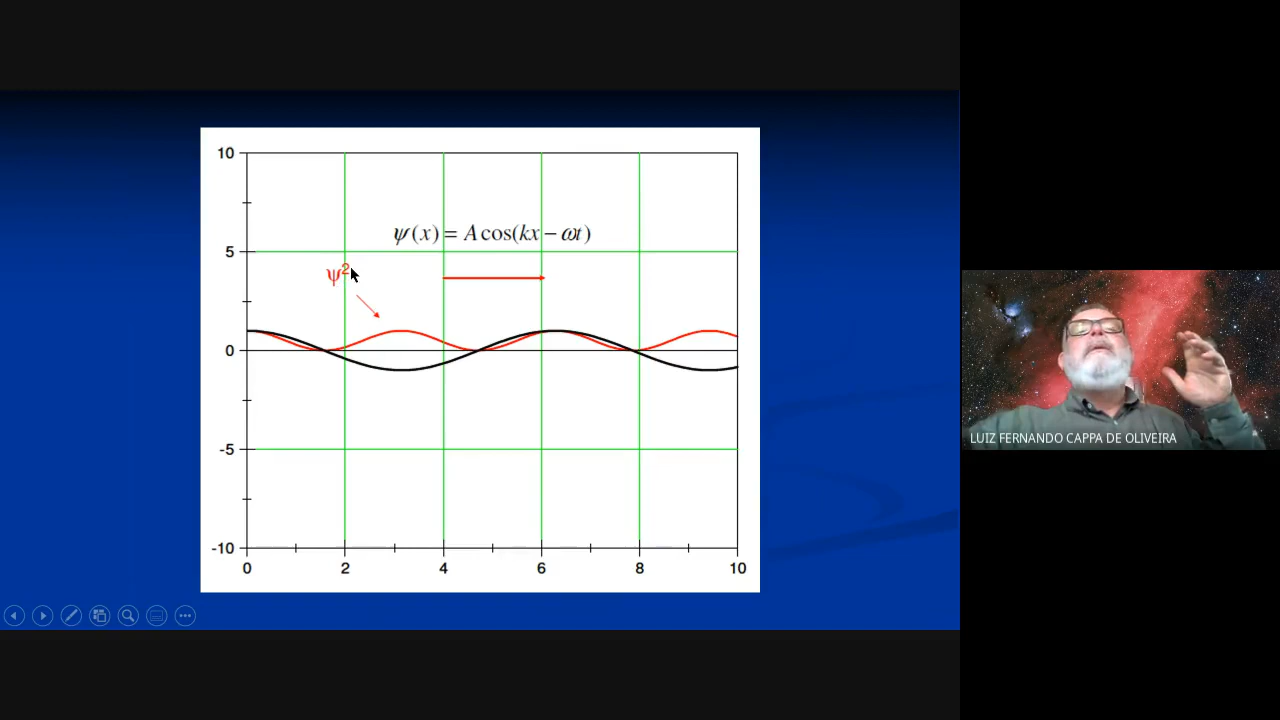 10
ψ(x) = A cos(kx − ωt)
5
ψ²
0
-5
-10
0 2 4 6 8 10
LUIZ FERNANDO CAPPA DE OLIVEIRA